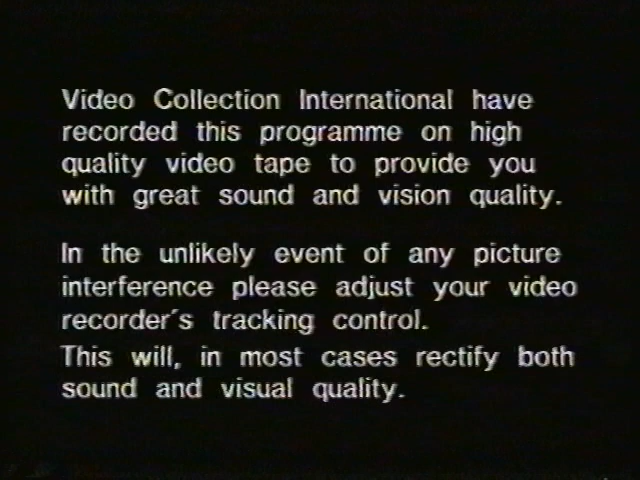 Video Collection International have
recorded this programme on high
quality video tape to provide you
with great sound and vision quality.
In the unlikely event of any picture
interference please adjust your video
recorder's tracking control.
This will, in most cases rectify both
sound and visual quality.